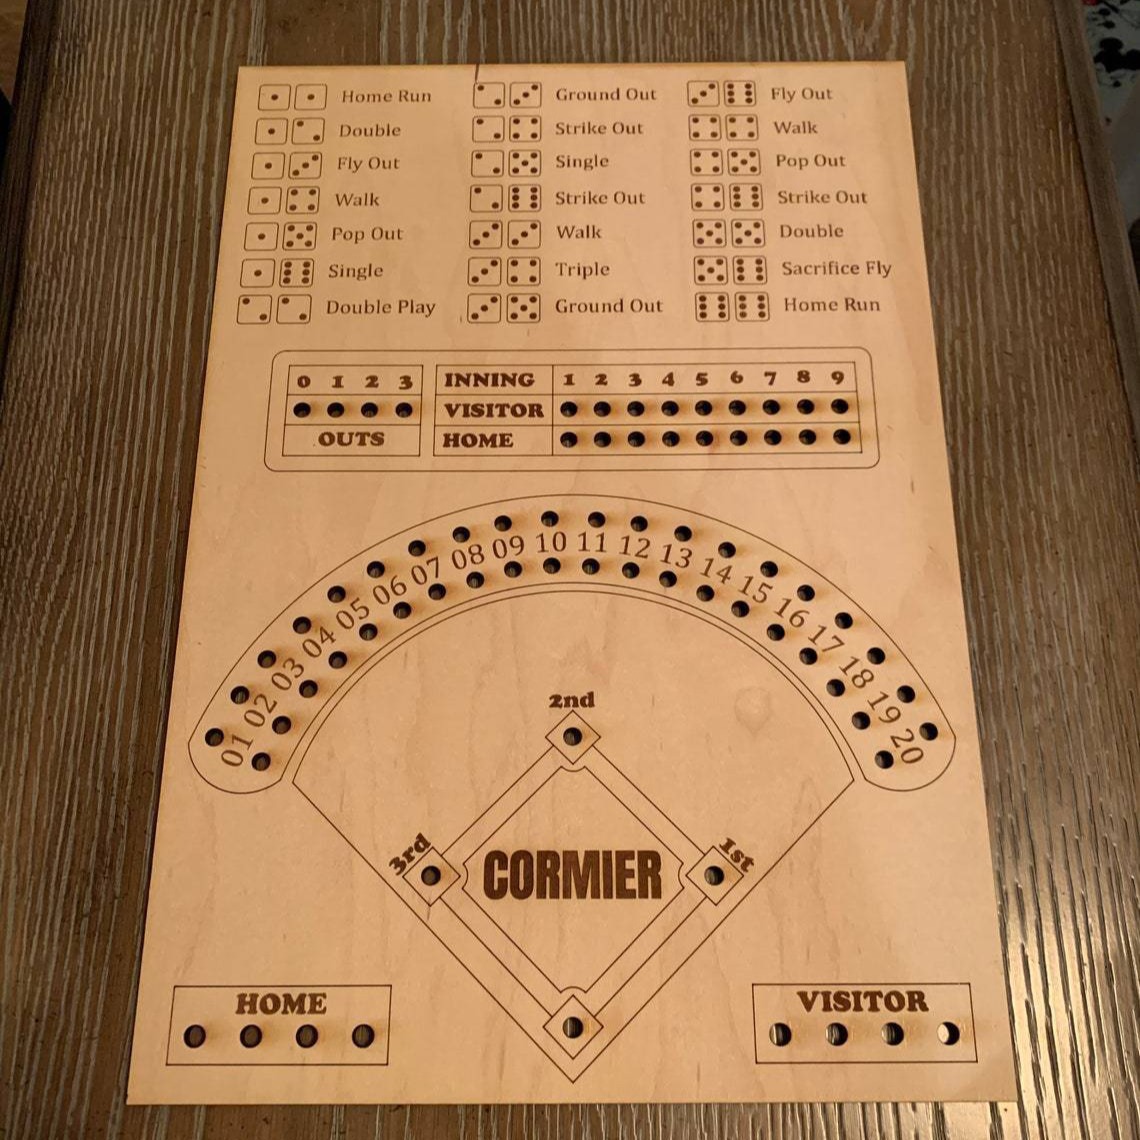 Home Run
Double
Fly Out
Walk
Pop Out
Single
Double Play
Ground Out
Strike Out
Single
Strike Out
Walk
Triple
Ground Out
Fly Out
Walk
Pop Out
Strike Out
Double
Sacrifice Fly
Home Run
0 1 2 3
OUTS
INNING 1 2 3 4 5 6 7 8 9
VISITOR
HOME
01 02 03 04 05 06 07 08 09 10 11 12 13 14 15 16 17 18 19 20
2nd
3rd
1st
CORMIER
HOME
VISITOR